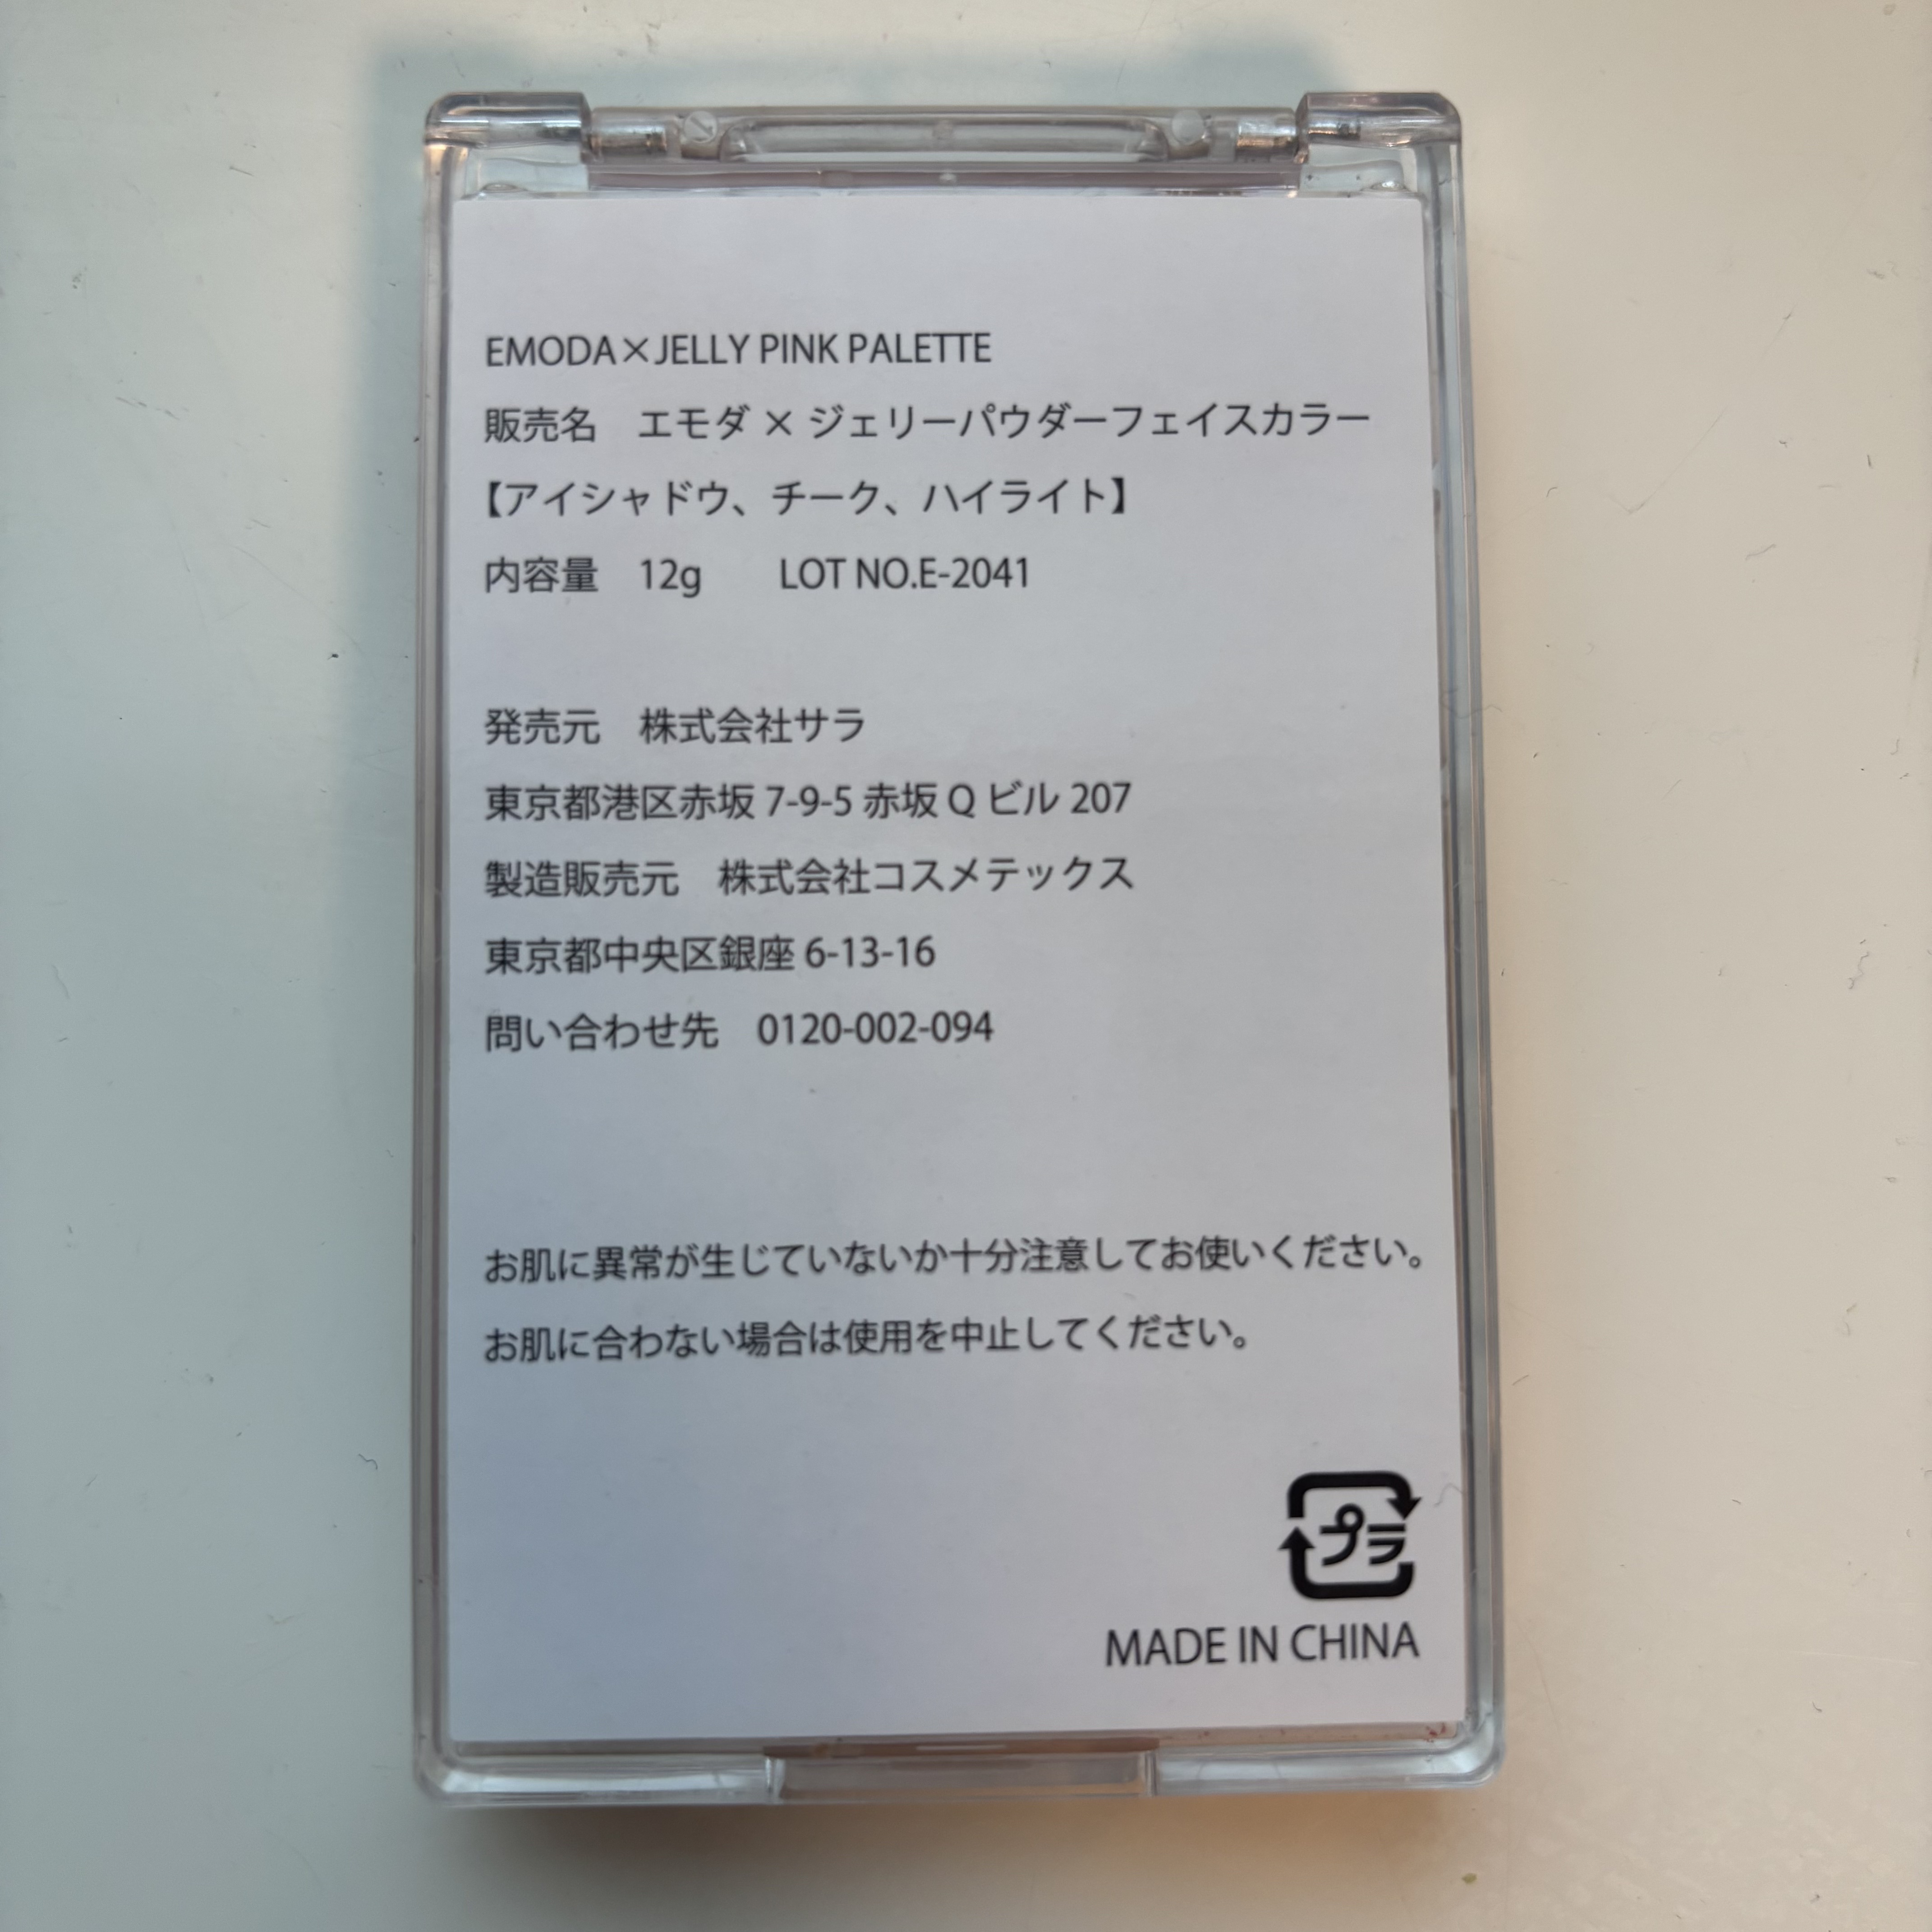 EMODA×JELLY PINK PALETTE
販売名　エモダ × ジェリーパウダーフェイスカラー
【アイシャドウ、チーク、ハイライト】
内容量　12g　　LOT NO.E-2041
発売元　株式会社サラ
東京都港区赤坂 7-9-5 赤坂 Q ビル 207
製造販売元　株式会社コスメテックス
東京都中央区銀座 6-13-16
問い合わせ先　0120-002-094
お肌に異常が生じていないか十分注意してお使いください。
お肌に合わない場合は使用を中止してください。
プラ
MADE IN CHINA